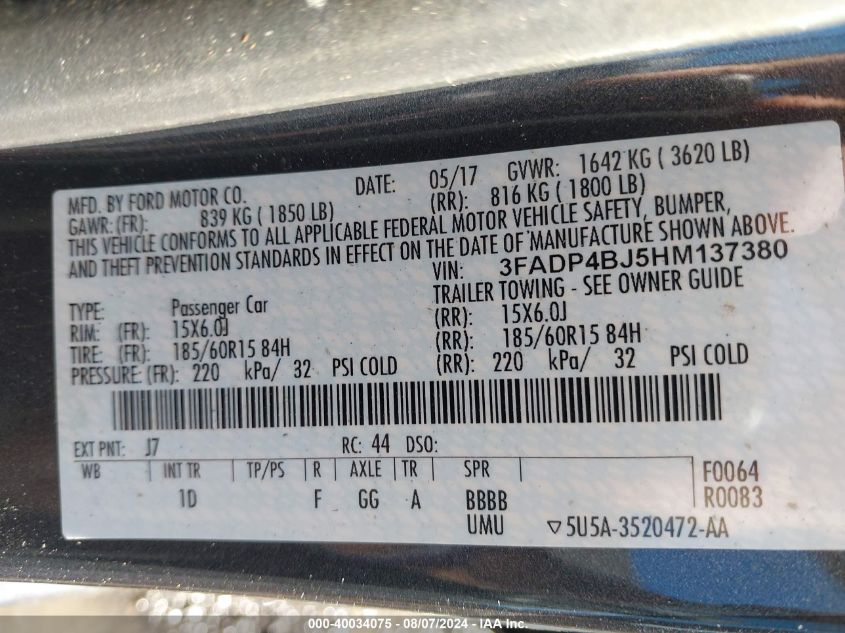 MFD. BY FORD MOTOR CO. DATE: 05/17 GVWR: 1642 KG ( 3620 LB)
GAWR: (FR): 839 KG ( 1850 LB) (RR): 816 KG ( 1800 LB)
THIS VEHICLE CONFORMS TO ALL APPLICABLE FEDERAL MOTOR VEHICLE SAFETY, BUMPER,
AND THEFT PREVENTION STANDARDS IN EFFECT ON THE DATE OF MANUFACTURE SHOWN ABOVE.
VIN: 3FADP4BJ5HM137380
TYPE: Passenger Car TRAILER TOWING - SEE OWNER GUIDE
RIM: (FR): 15X6.0J (RR): 15X6.0J
TIRE: (FR): 185/60R15 84H (RR): 185/60R15 84H
PRESSURE: (FR): 220 kPa/ 32 PSI COLD (RR): 220 kPa/ 32 PSI COLD
EXT PNT: J7 RC: 44 DSO:
WB INT TR TP/PS R AXLE TR SPR F0064
1D F GG A BBBB R0083
UMU ▽5U5A-3520472-AA
000-40034075 - 08/07/2024 - IAA Inc.